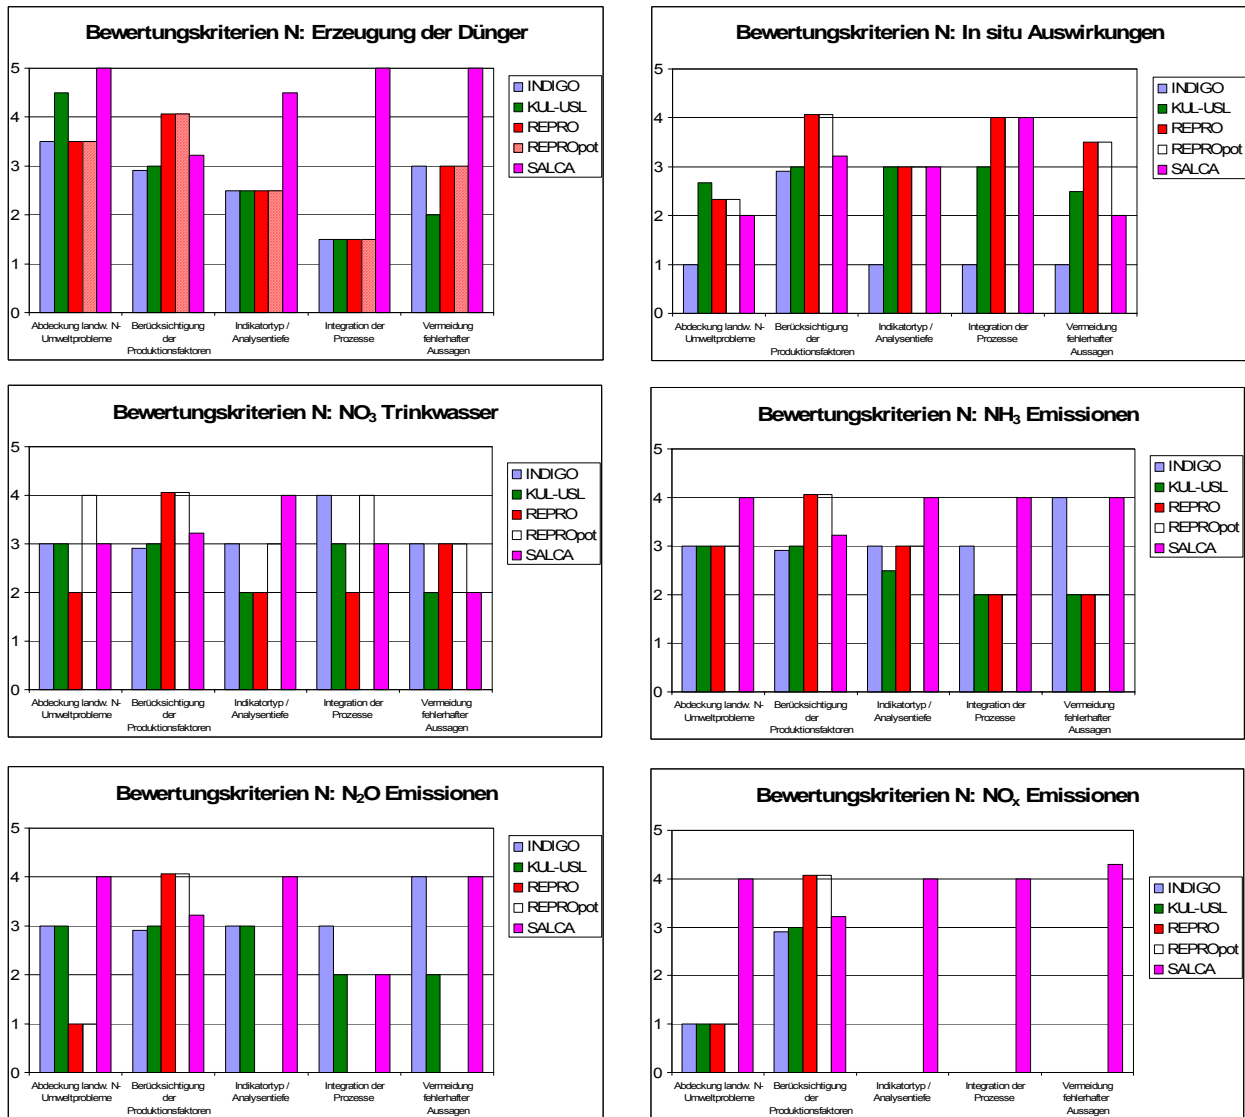 Bewertungskriterien N: Erzeugung der Dünger
5
4
3
2
1
0
INDIGO
KUL-USL
REPRO
REPROpot
SALCA
Abdeckung landw. N-
Umweltprobleme
Berücksichtigung
der
Produktionsfaktoren
Indikatortyp /
Analysentiefe
Integration der
Prozesse
Vermeidung
fehlerhafter
Aussagen
Bewertungskriterien N: In situ Auswirkungen
5
4
3
2
1
0
INDIGO
KUL-USL
REPRO
REPROpot
SALCA
Abdeckung landw. N-
Umweltprobleme
Berücksichtigung
der
Produktionsfaktoren
Indikatortyp /
Analysentiefe
Integration der
Prozesse
Vermeidung
fehlerhafter
Aussagen
Bewertungskriterien N: NO₃ Trinkwasser
5
4
3
2
1
0
INDIGO
KUL-USL
REPRO
REPROpot
SALCA
Abdeckung landw. N-
Umweltprobleme
Berücksichtigung
der
Produktionsfaktoren
Indikatortyp /
Analysentiefe
Integration der
Prozesse
Vermeidung
fehlerhafter
Aussagen
Bewertungskriterien N: NH₃ Emissionen
5
4
3
2
1
0
INDIGO
KUL-USL
REPRO
REPROpot
SALCA
Abdeckung landw. N-
Umweltprobleme
Berücksichtigung
der
Produktionsfaktoren
Indikatortyp /
Analysentiefe
Integration der
Prozesse
Vermeidung
fehlerhafter
Aussagen
Bewertungskriterien N: N₂O Emissionen
5
4
3
2
1
0
INDIGO
KUL-USL
REPRO
REPROpot
SALCA
Abdeckung landw. N-
Umweltprobleme
Berücksichtigung
der
Produktionsfaktoren
Indikatortyp /
Analysentiefe
Integration der
Prozesse
Vermeidung
fehlerhafter
Aussagen
Bewertungskriterien N: NOₓ Emissionen
5
4
3
2
1
0
INDIGO
KUL-USL
REPRO
REPROpot
SALCA
Abdeckung landw. N-
Umweltprobleme
Berücksichtigung
der
Produktionsfaktoren
Indikatortyp /
Analysentiefe
Integration der
Prozesse
Vermeidung
fehlerhafter
Aussagen